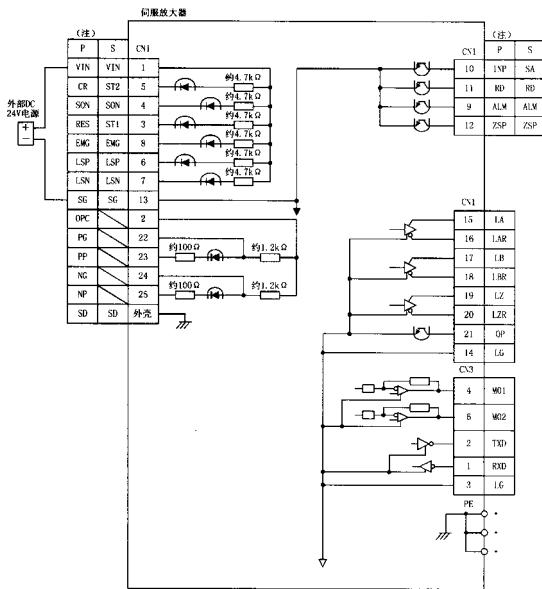 伺服放大器
(注)
P S CN1
VIN VIN 1
CR ST2 5
SON SON 4
RES ST1 3
EMG EMG 8
LSP LSP 6
LSN LSN 7
SG SG 13
OPC 2
PG 22
PP 23
NG 24
NP 25
SD SD 外壳
外部DC
24V电源
+
−
约4.7kΩ
约4.7kΩ
约4.7kΩ
约4.7kΩ
约4.7kΩ
约4.7kΩ
约100Ω 约1.2kΩ
约100Ω 约1.2kΩ
(注)
CN1 P S
10 INP SA
11 RD RD
9 ALM ALM
12 ZSP ZSP
CN1
15 LA
16 LAR
17 LB
18 LBR
19 LZ
20 LZR
21 OP
14 LG
CN3
4 MO1
6 MO2
2 TXD
1 RXD
3 LG
PE